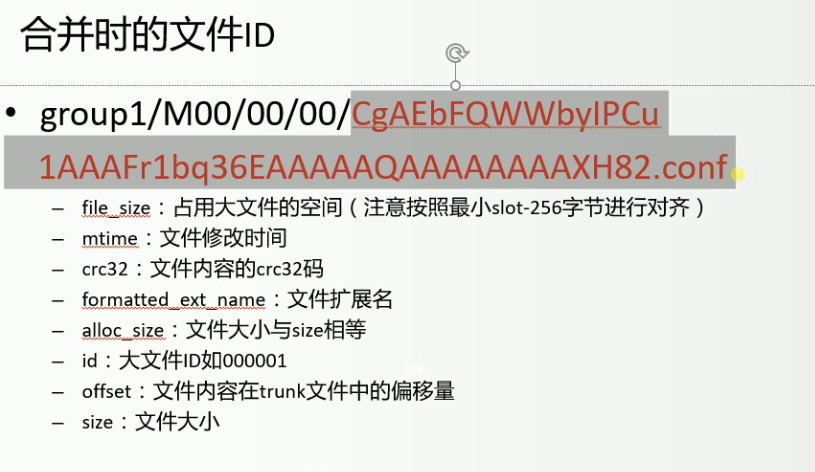 合并时的文件ID
• group1/M00/00/00/CgAEbFQWWbyIPCu
1AAAFr1bq36EAAAAAQAAAAAAAAXH82.conf
– file_size：占用大文件的空间（注意按照最小slot-256字节进行对齐）
– mtime：文件修改时间
– crc32：文件内容的crc32码
– formatted_ext_name：文件扩展名
– alloc_size：文件大小与size相等
– id：大文件ID如000001
– offset：文件内容在trunk文件中的偏移量
– size：文件大小